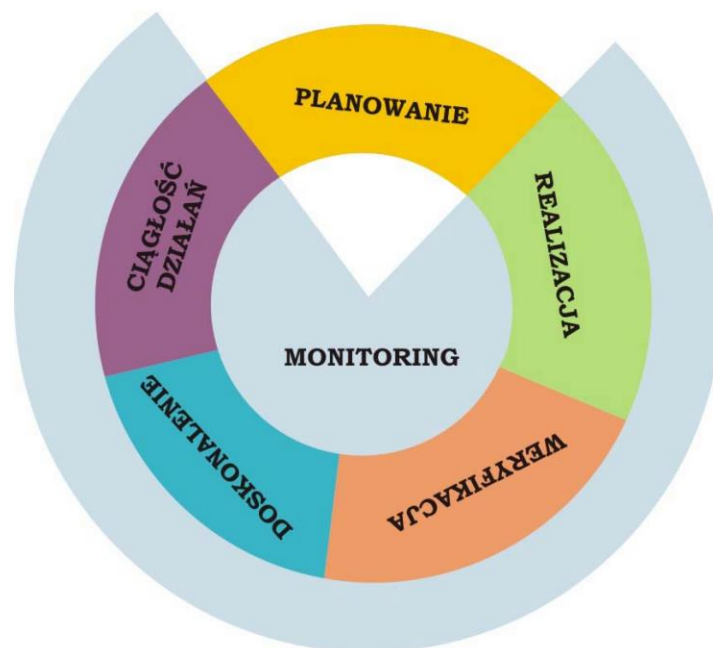 PLANOWANIE
REALIZACJA
WERYFIKACJA
DOSKONALENIE
CIĄGŁOŚĆ
DZIAŁAŃ
MONITORING